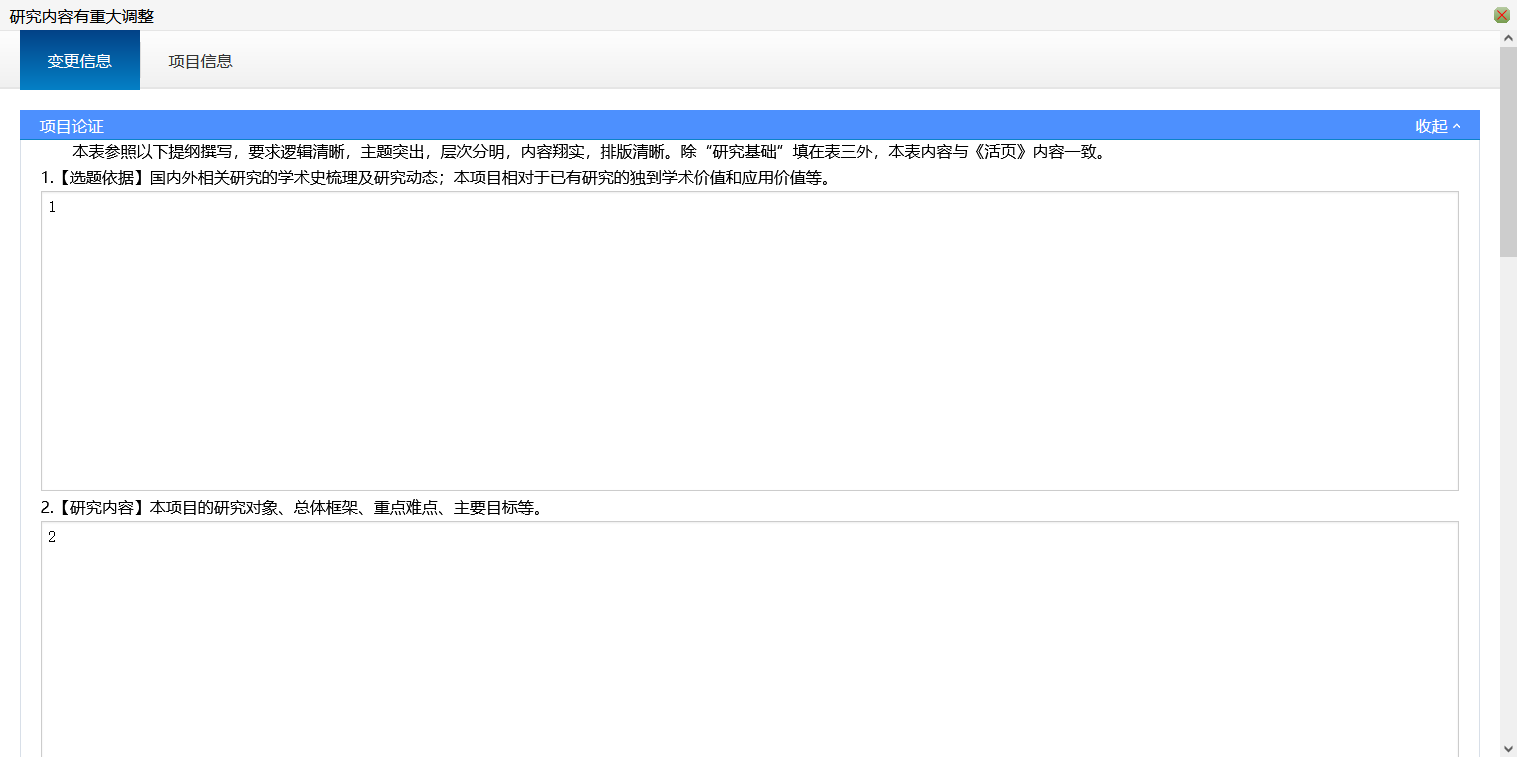 研究内容有重大调整
变更信息 项目信息
项目论证 收起
本表参照以下提纲撰写，要求逻辑清晰，主题突出，层次分明，内容翔实，排版清晰。除“研究基础”填在表三外，本表内容与《活页》内容一致。
1.【选题依据】国内外相关研究的学术史梳理及研究动态；本项目相对于已有研究的独到学术价值和应用价值等。
1
2.【研究内容】本项目的研究对象、总体框架、重点难点、主要目标等。
2